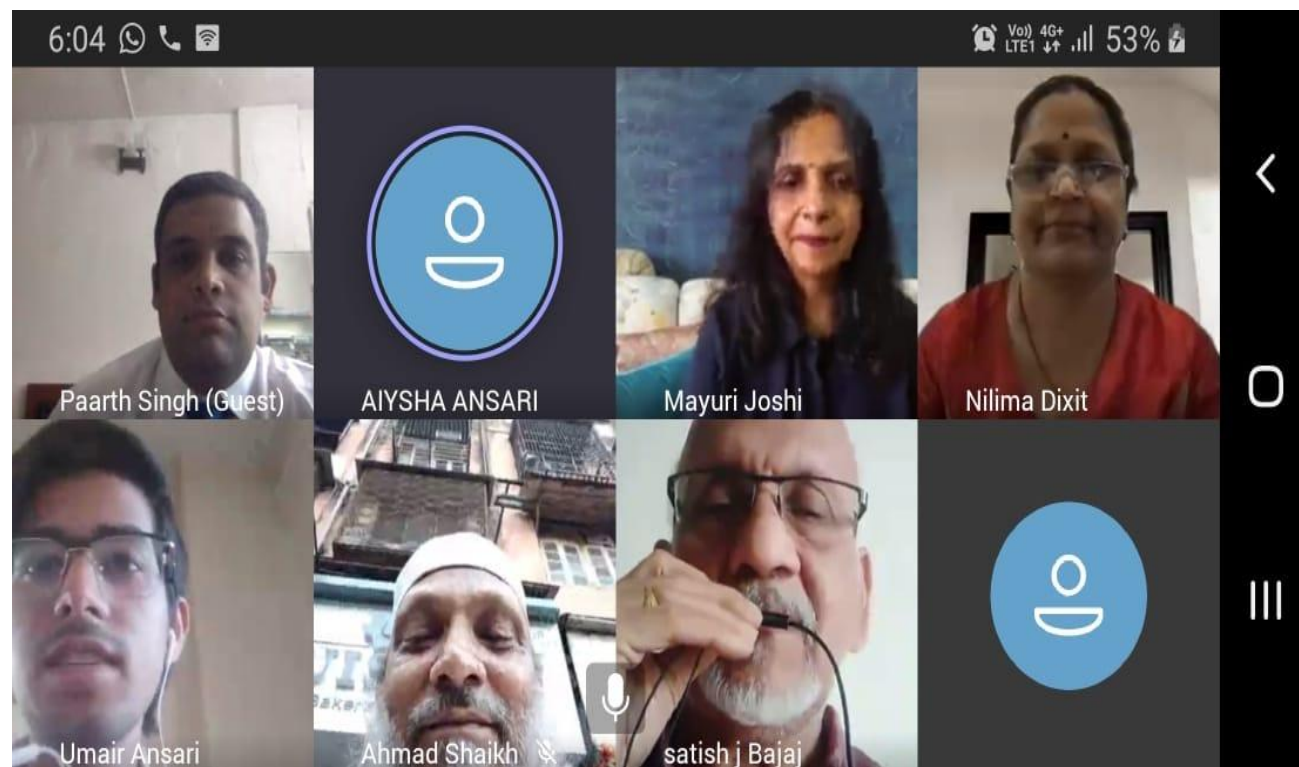 6:04
Vo)) 4G+
LTE1
53%
Paarth Singh (Guest)
AIYSHA ANSARI
Mayuri Joshi
Nilima Dixit
Umair Ansari
Ahmad Shaikh
satish j Bajaj